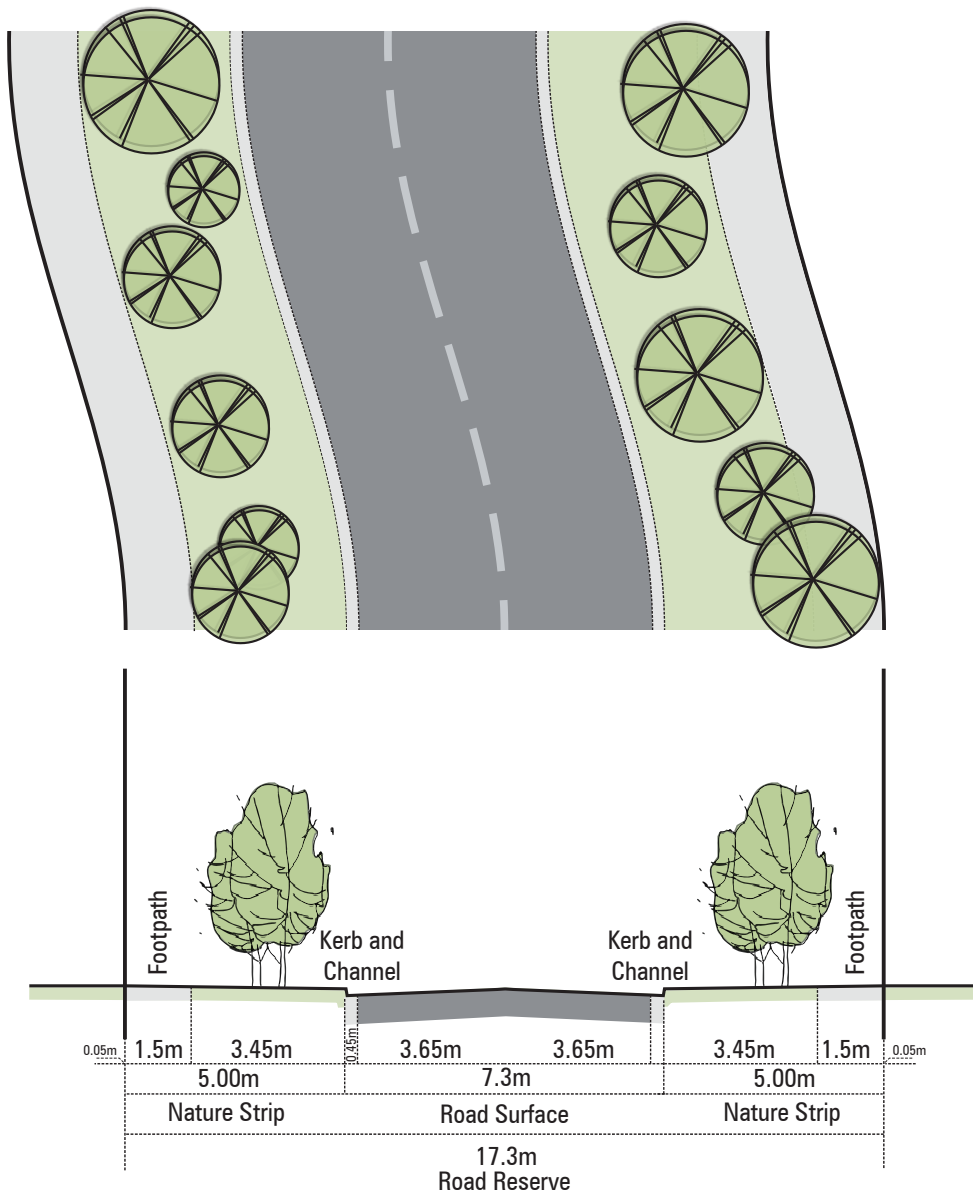 Footpath
Kerb and
Channel
Kerb and
Channel
Footpath
0.05m
1.5m
3.45m
0.45m
3.65m
3.65m
3.45m
1.5m
0.05m
5.00m
7.3m
5.00m
Nature Strip
Road Surface
Nature Strip
17.3m
Road Reserve